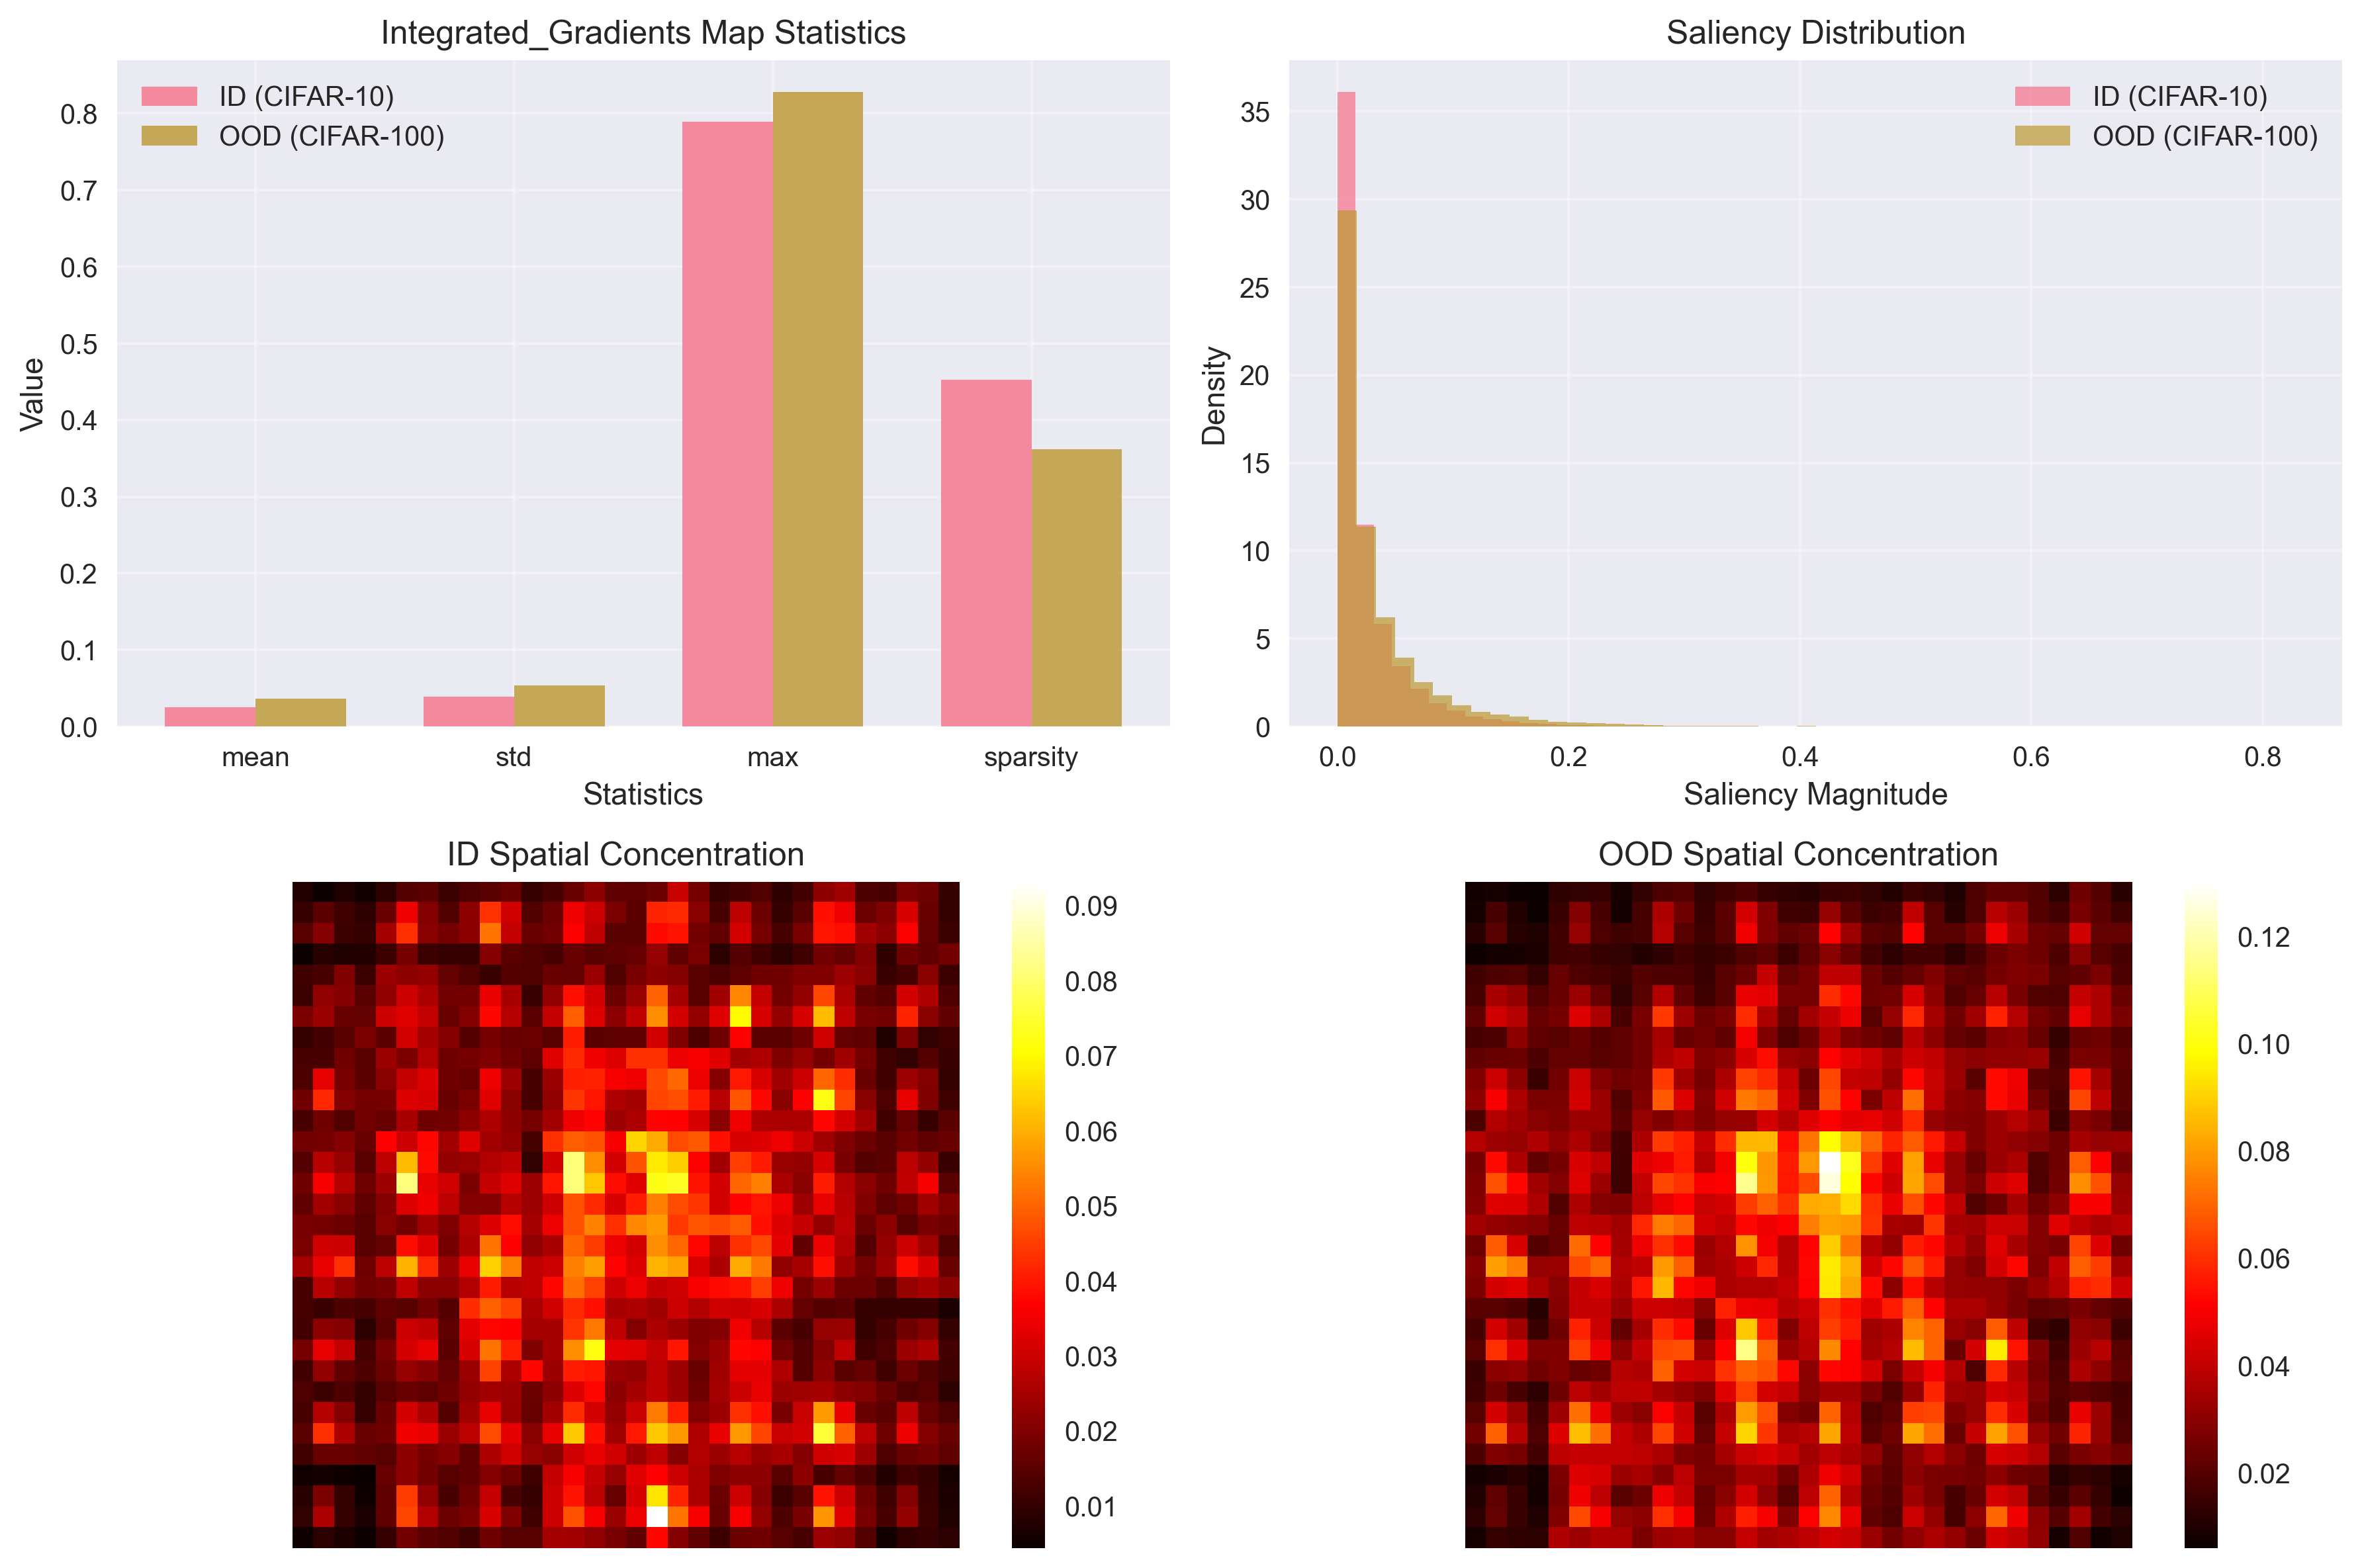 Integrated_Gradients Map Statistics
ID (CIFAR-10)
OOD (CIFAR-100)
0.8
0.7
0.6
0.5
0.4
0.3
0.2
0.1
0.0
Value
mean std max sparsity
Statistics
Saliency Distribution
ID (CIFAR-10)
OOD (CIFAR-100)
35
30
25
20
15
10
5
0
Density
0.0 0.2 0.4 0.6 0.8
Saliency Magnitude
ID Spatial Concentration
0.09
0.08
0.07
0.06
0.05
0.04
0.03
0.02
0.01
OOD Spatial Concentration
0.12
0.10
0.08
0.06
0.04
0.02